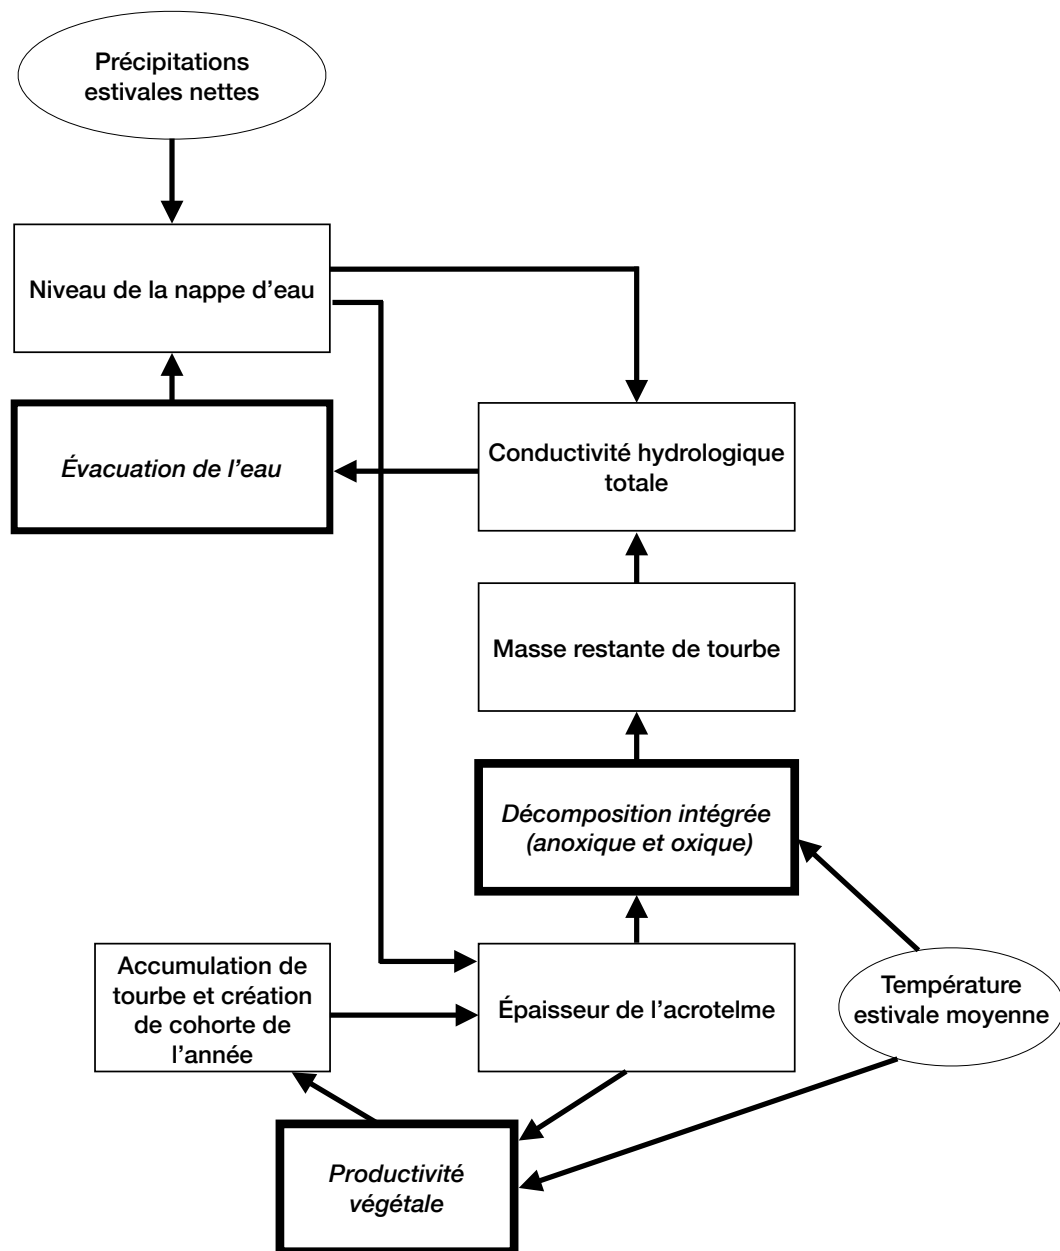 Précipitations
estivales nettes
Niveau de la nappe d'eau
Évacuation de l'eau
Conductivité hydrologique
totale
Masse restante de tourbe
Décomposition intégrée
(anoxique et oxique)
Accumulation de
tourbe et création
de cohorte de
l'année
Épaisseur de l'acrotelme
Température
estivale moyenne
Productivité
végétale